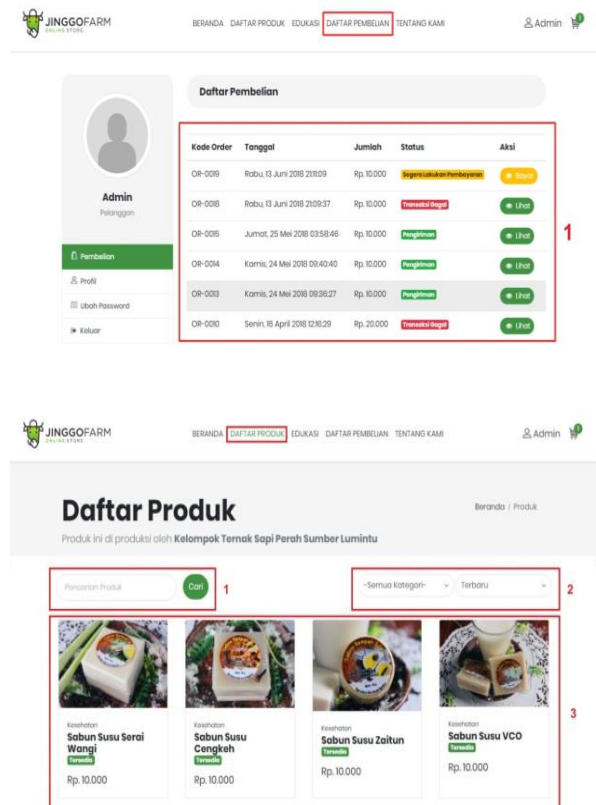 JINGGOFARM
ONLINE STORE
BERANDA DAFTAR PRODUK EDUKASI DAFTAR PEMBELIAN TENTANG KAMI
Admin
Daftar Pembelian
Admin
Pelanggan
Pembelian
Profil
Ubah Password
Keluar
Kode Order Tanggal Jumlah Status Aksi
OR-0019 Rabu, 13 Juni 2018 21:11:09 Rp. 10.000 Segera Lakukan Pembayaran Bayar
OR-0018 Rabu, 13 Juni 2018 21:09:37 Rp. 10.000 Transaksi Gagal Lihat
OR-0015 Jumat, 25 Mei 2018 03:58:46 Rp. 10.000 Pengiriman Lihat
OR-0014 Kamis, 24 Mei 2018 09:40:40 Rp. 10.000 Pengiriman Lihat
OR-0013 Kamis, 24 Mei 2018 09:36:27 Rp. 10.000 Pengiriman Lihat
OR-0010 Senin, 16 April 2018 12:16:29 Rp. 20.000 Transaksi Gagal Lihat
1
JINGGOFARM
ONLINE STORE
BERANDA DAFTAR PRODUK EDUKASI DAFTAR PEMBELIAN TENTANG KAMI
Admin
Daftar Produk
Beranda / Produk
Produk ini di produksi oleh Kelompok Ternak Sapi Perah Sumber Lumintu
Pencarian Produk
Cari
1
-Semua Kategori-
Terbaru
2
3
Kesehatan
Sabun Susu Serai
Wangi
Tersedia
Rp. 10.000
Kesehatan
Sabun Susu
Cengkeh
Tersedia
Rp. 10.000
Kesehatan
Sabun Susu Zaitun
Tersedia
Rp. 10.000
Kesehatan
Sabun Susu VCO
Tersedia
Rp. 10.000